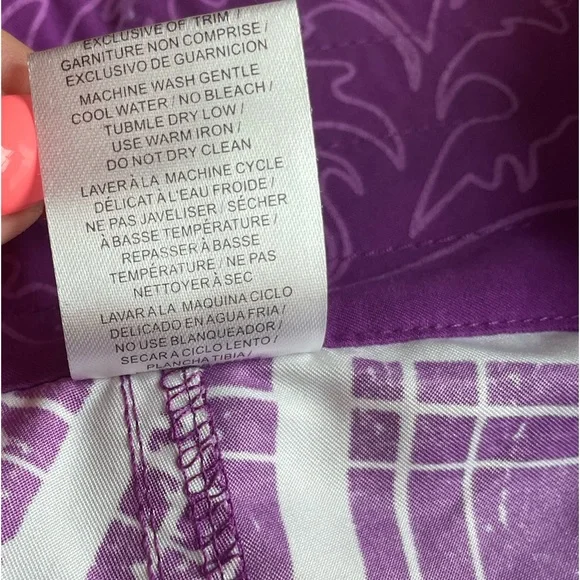 EXCLUSIVE OF TRIM /
GARNITURE NON COMPRISE /
EXCLUSIVO DE GUARNICION
MACHINE WASH GENTLE
COOL WATER / NO BLEACH /
TUBMLE DRY LOW /
USE WARM IRON /
DO NOT DRY CLEAN
LAVER À LA MACHINE CYCLE
DÉLICAT À L'EAU FROIDE /
NE PAS JAVELISER / SÉCHER
À BASSE TEMPÉRATURE /
REPASSER À BASSE
TEMPÉRATURE / NE PAS
NETTOYER À SEC
LAVAR A LA MAQUINA CICLO
DELICADO EN AGUA FRIA /
NO USE BLANQUEADOR /
SECAR A CICLO LENTO /
PLANCHA TIBIA /